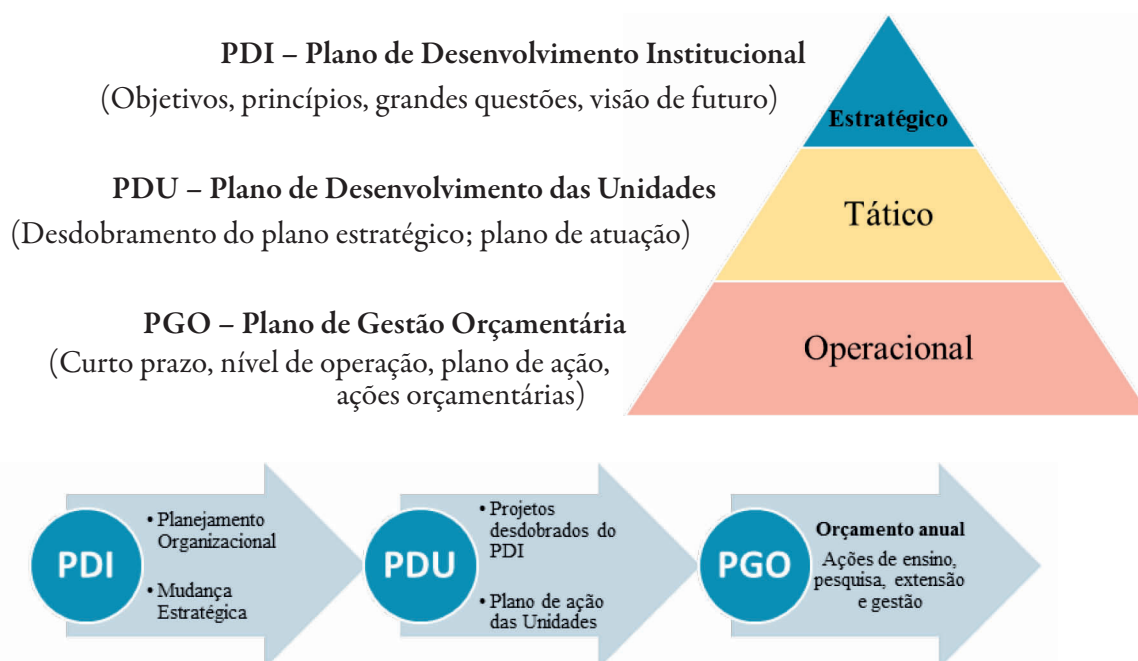 PDI – Plano de Desenvolvimento Institucional
(Objetivos, princípios, grandes questões, visão de futuro)
Estratégico
PDU – Plano de Desenvolvimento das Unidades
(Desdobramento do plano estratégico; plano de atuação)
Tático
PGO – Plano de Gestão Orçamentária
(Curto prazo, nível de operação, plano de ação,
ações orçamentárias)
Operacional
PDI
• Planejamento
Organizacional
• Mudança
Estratégica
PDU
• Projetos
desdobrados do
PDI
• Plano de ação
das Unidades
PGO
Orçamento anual
Ações de ensino,
pesquisa, extensão
e gestão